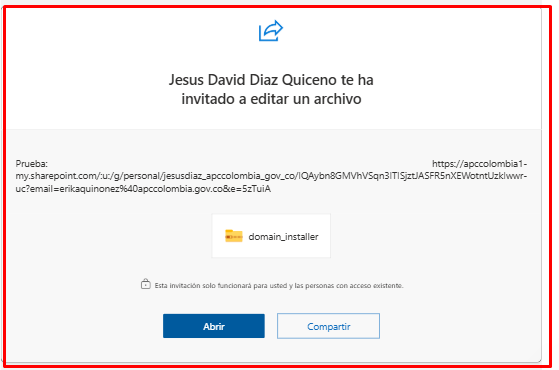 Jesus David Diaz Quiceno te ha
invitado a editar un archivo
Prueba: https://apccolombia1-
my.sharepoint.com/:u:/g/personal/jesusdiaz_apccolombia_gov_co/IQAybn8GMVhVSqn3ITISjztJASFR5nXEWotntUzkIwwr-
uc?email=erikaquinonez%40apccolombia.gov.co&e=5zTuiA
domain_installer
Esta invitación solo funcionará para usted y las personas con acceso existente.
Abrir
Compartir